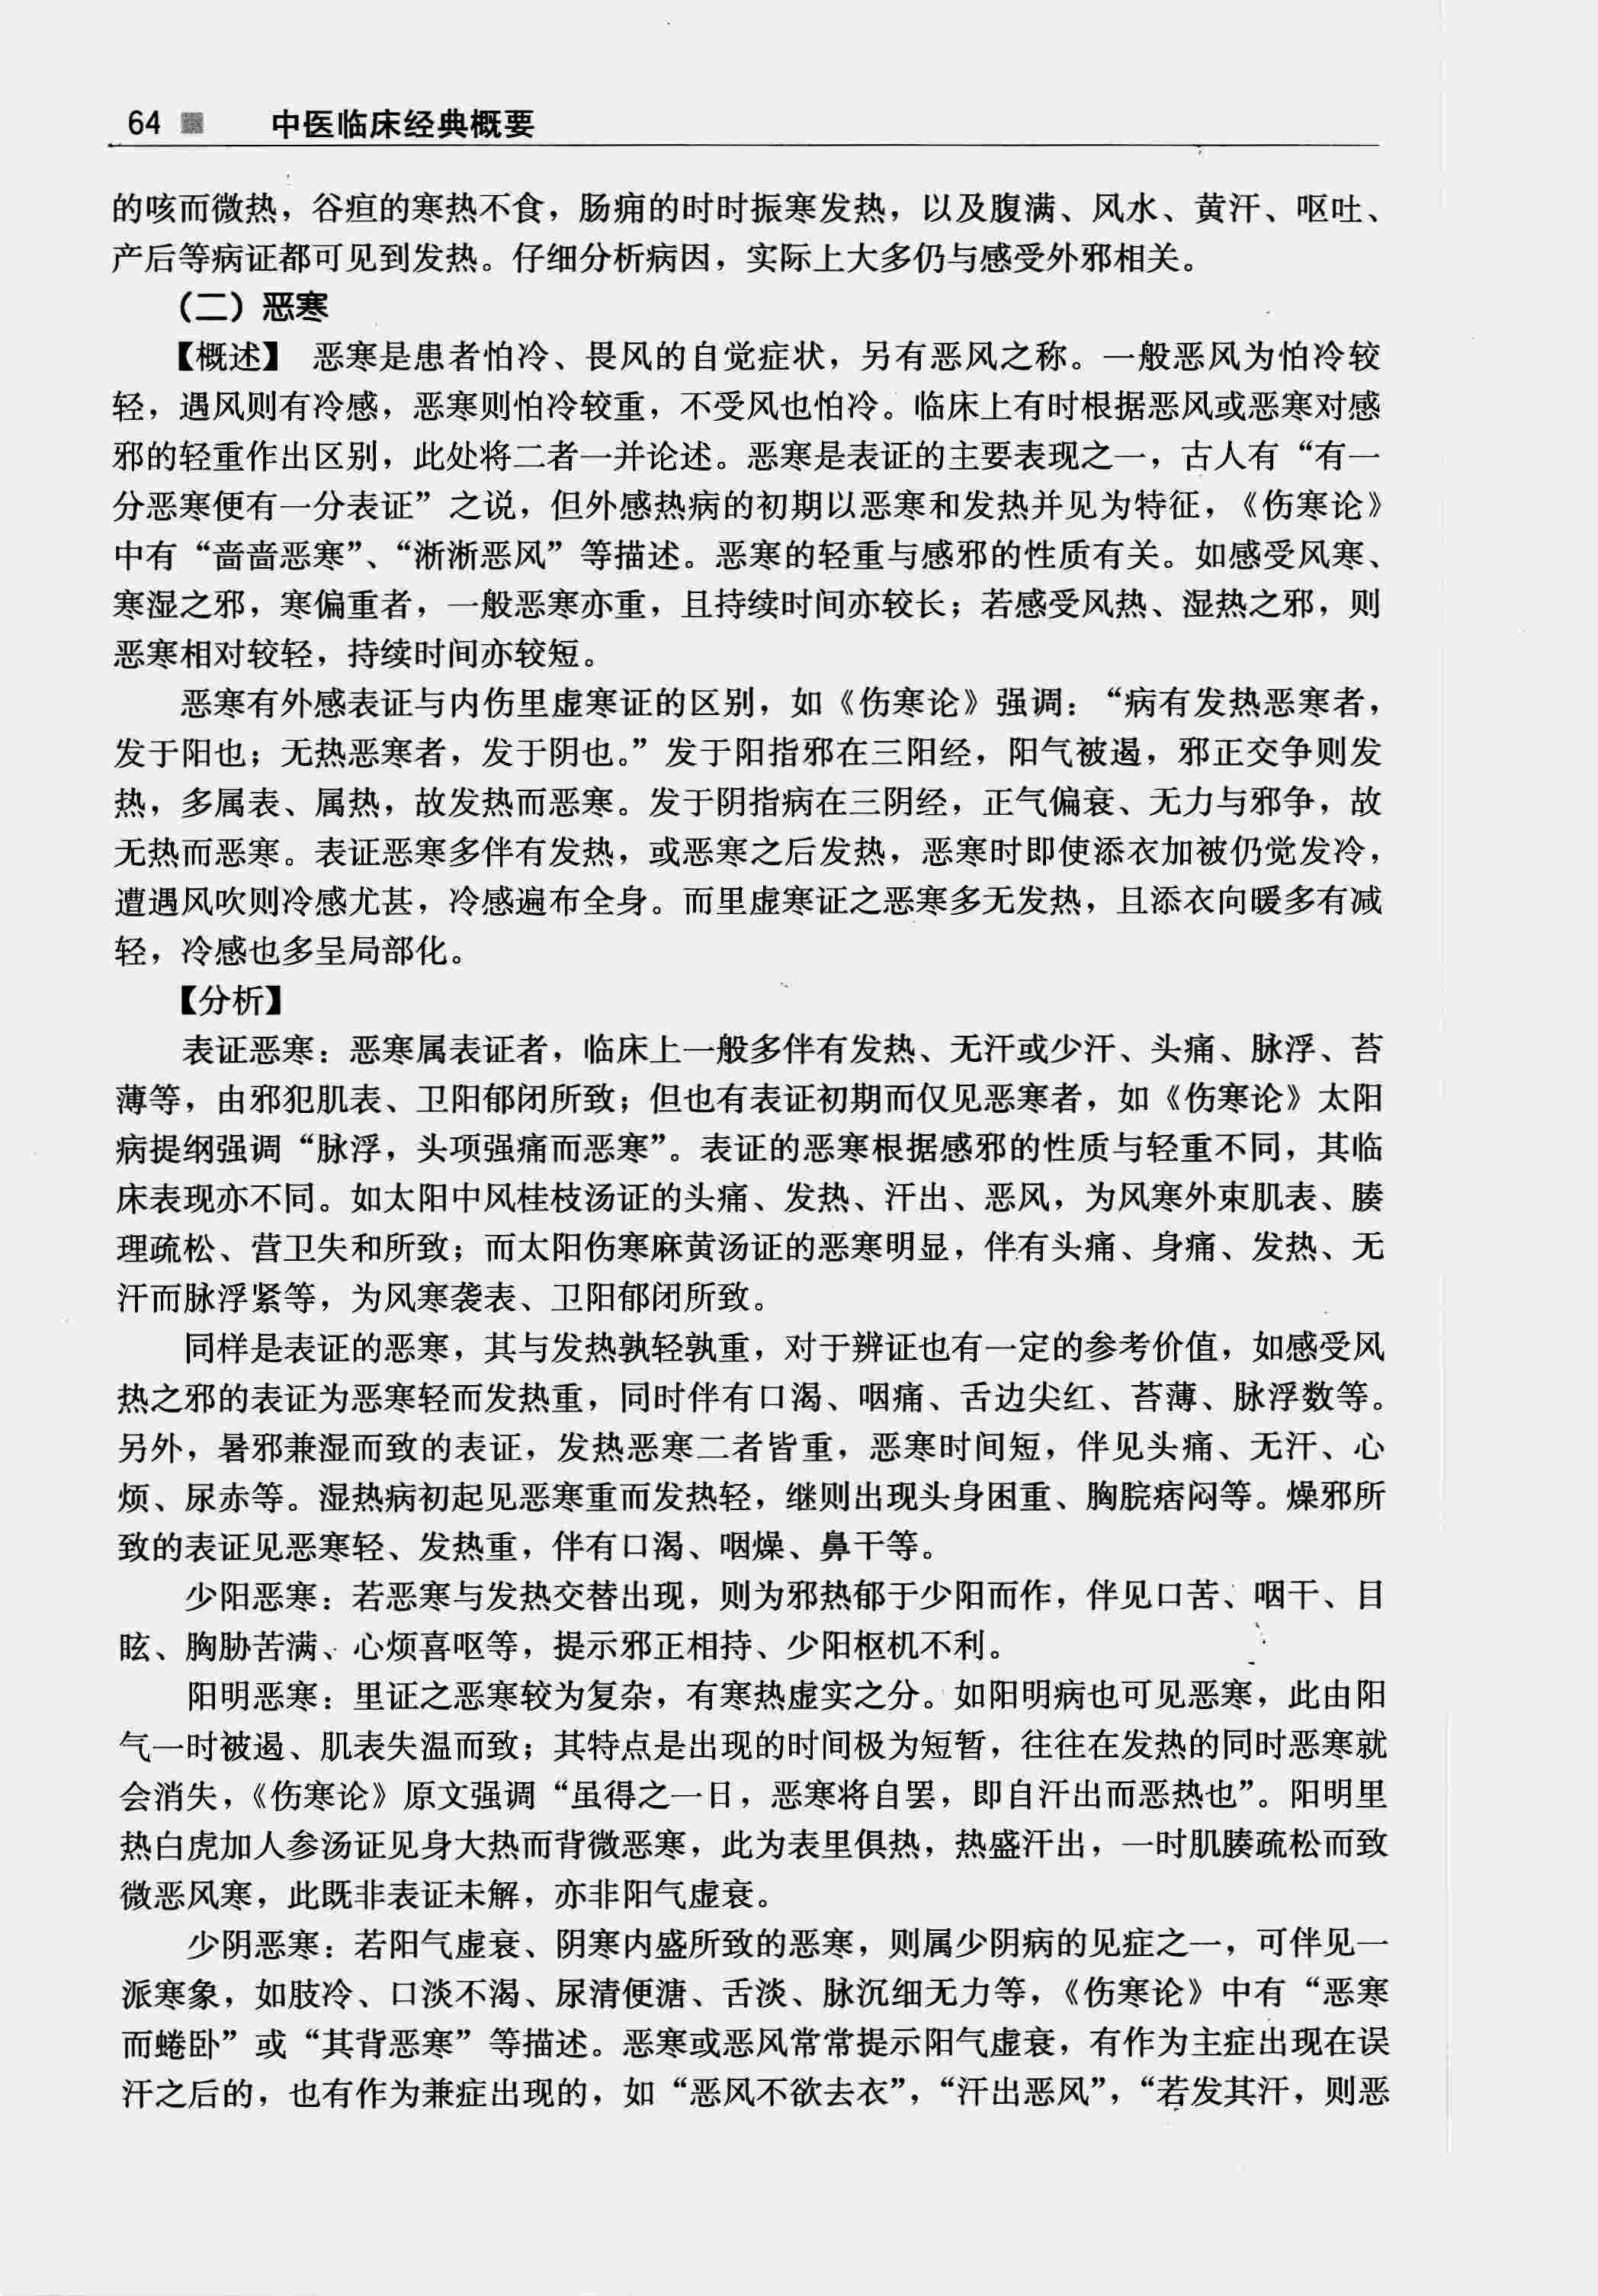 64 中医临床经典概要
的咳而微热，谷疸的寒热不食，肠痈的时时振寒发热，以及腹满、风水、黄汗、呕吐、
产后等病证都可见到发热。仔细分析病因，实际上大多仍与感受外邪相关。
（二）恶寒
【概述】 恶寒是患者怕冷、畏风的自觉症状，另有恶风之称。一般恶风为怕冷较
轻，遇风则有冷感，恶寒则怕冷较重，不受风也怕冷。临床上有时根据恶风或恶寒对感
邪的轻重作出区别，此处将二者一并论述。恶寒是表证的主要表现之一，古人有“有一
分恶寒便有一分表证”之说，但外感热病的初期以恶寒和发热并见为特征，《伤寒论》
中有“啬啬恶寒”、“淅淅恶风”等描述。恶寒的轻重与感邪的性质有关。如感受风寒、
寒湿之邪，寒偏重者，一般恶寒亦重，且持续时间亦较长；若感受风热、湿热之邪，则
恶寒相对较轻，持续时间亦较短。
恶寒有外感表证与内伤里虚寒证的区别，如《伤寒论》强调：“病有发热恶寒者，
发于阳也；无热恶寒者，发于阴也。”发于阳指邪在三阳经，阳气被遏，邪正交争则发
热，多属表、属热，故发热而恶寒。发于阴指病在三阴经，正气偏衰、无力与邪争，故
无热而恶寒。表证恶寒多伴有发热，或恶寒之后发热，恶寒时即使添衣加被仍觉发冷，
遭遇风吹则冷感尤甚，冷感遍布全身。而里虚寒证之恶寒多无发热，且添衣向暖多有减
轻，冷感也多呈局部化。
【分析】
表证恶寒：恶寒属表证者，临床上一般多伴有发热、无汗或少汗、头痛、脉浮、苔
薄等，由邪犯肌表、卫阳郁闭所致；但也有表证初期而仅见恶寒者，如《伤寒论》太阳
病提纲强调“脉浮，头项强痛而恶寒”。表证的恶寒根据感邪的性质与轻重不同，其临
床表现亦不同。如太阳中风桂枝汤证的头痛、发热、汗出、恶风，为风寒外束肌表、腠
理疏松、营卫失和所致；而太阳伤寒麻黄汤证的恶寒明显，伴有头痛、身痛、发热、无
汗而脉浮紧等，为风寒袭表、卫阳郁闭所致。
同样是表证的恶寒，其与发热孰轻孰重，对于辨证也有一定的参考价值，如感受风
热之邪的表证为恶寒轻而发热重，同时伴有口渴、咽痛、舌边尖红、苔薄、脉浮数等。
另外，暑邪兼湿而致的表证，发热恶寒二者皆重，恶寒时间短，伴见头痛、无汗、心
烦、尿赤等。湿热病初起见恶寒重而发热轻，继则出现头身困重、胸脘痞闷等。燥邪所
致的表证见恶寒轻、发热重，伴有口渴、咽燥、鼻干等。
少阳恶寒：若恶寒与发热交替出现，则为邪热郁于少阳而作，伴见口苦、咽干、目
眩、胸胁苦满、心烦喜呕等，提示邪正相持、少阳枢机不利。
阳明恶寒：里证之恶寒较为复杂，有寒热虚实之分。如阳明病也可见恶寒，此由阳
气一时被遏、肌表失温而致；其特点是出现的时间极为短暂，往往在发热的同时恶寒就
会消失，《伤寒论》原文强调“虽得之一日，恶寒将自罢，即自汗出而恶热也”。阳明里
热白虎加人参汤证见身大热而背微恶寒，此为表里俱热，热盛汗出，一时肌腠疏松而致
微恶风寒，此既非表证未解，亦非阳气虚衰。
少阴恶寒：若阳气虚衰、阴寒内盛所致的恶寒，则属少阴病的见症之一，可伴见一
派寒象，如肢冷、口淡不渴、尿清便溏、舌淡、脉沉细无力等，《伤寒论》中有“恶寒
而蜷卧”或“其背恶寒”等描述。恶寒或恶风常常提示阳气虚衰，有作为主症出现在误
汗之后的，也有作为兼症出现的，如“恶风不欲去衣”，“汗出恶风”，“若发其汗，则恶